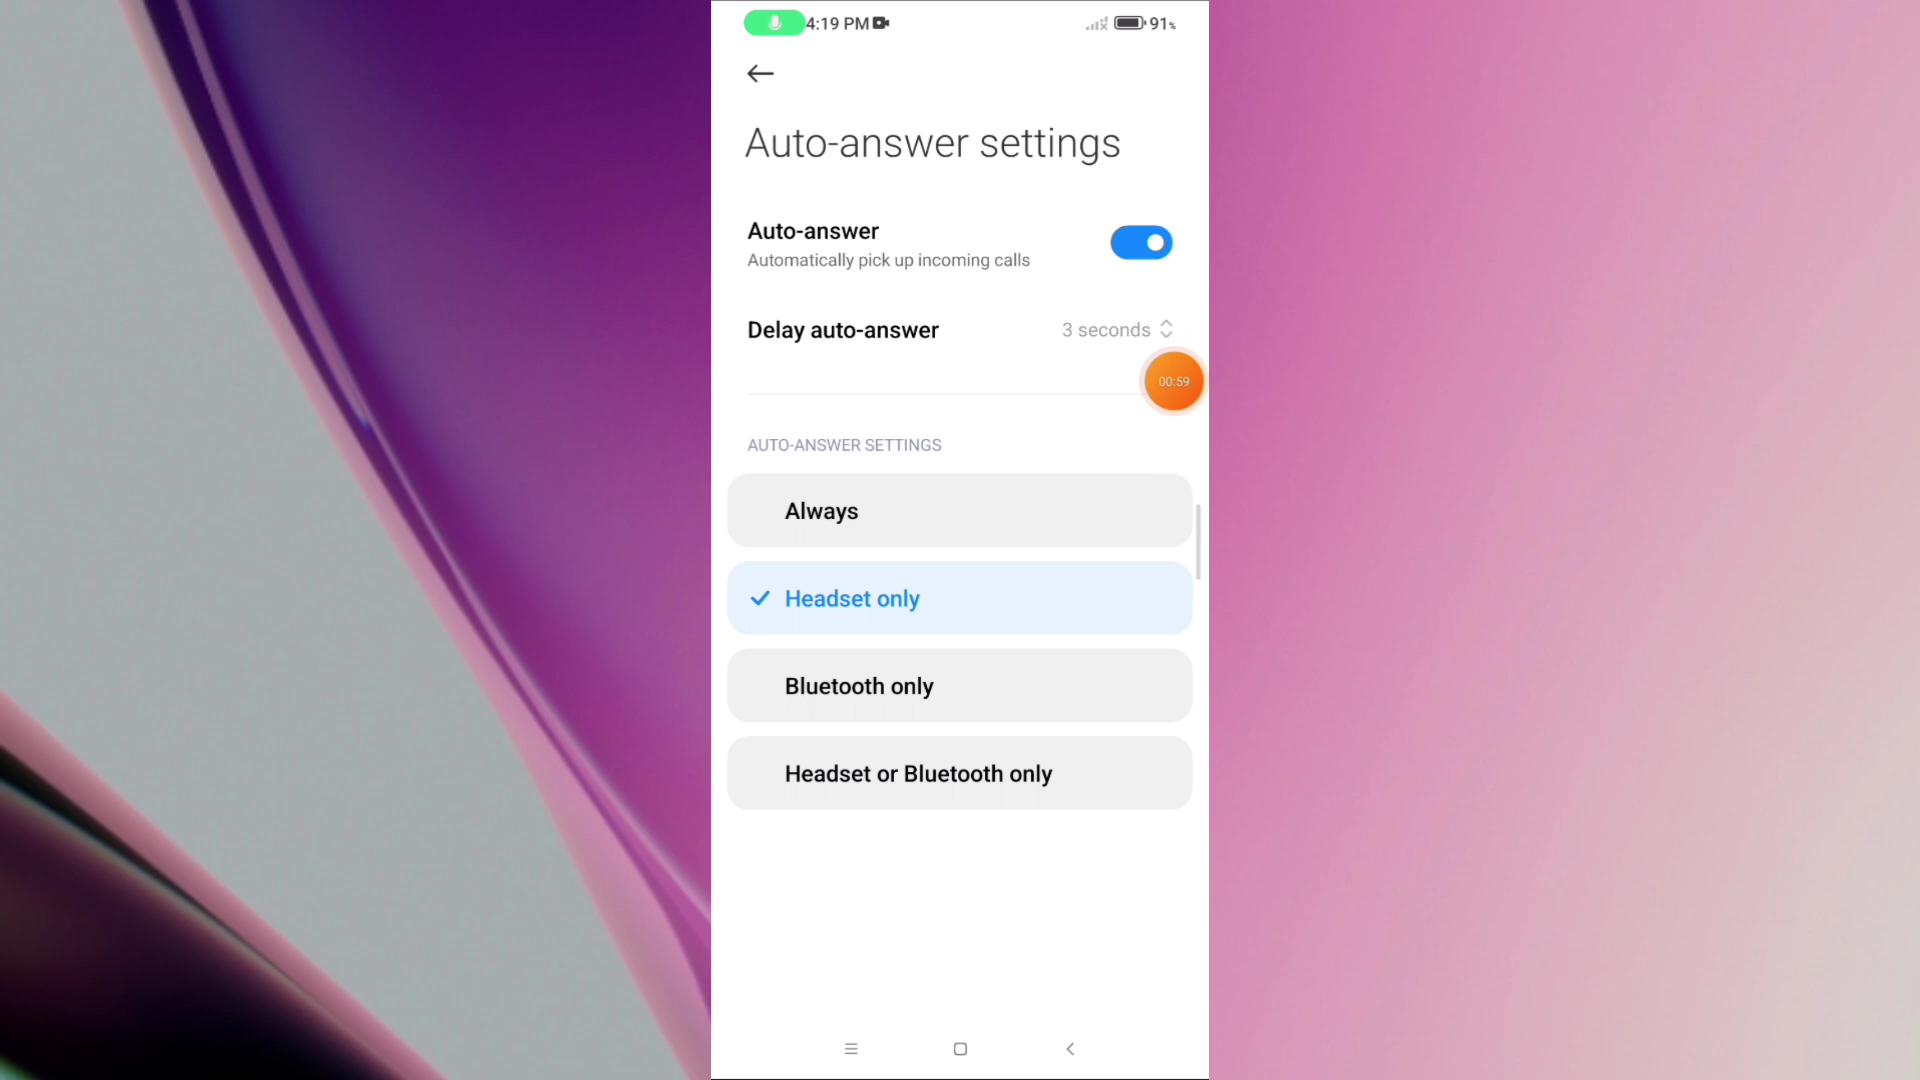 4:19 PM 91%
Auto-answer settings
Auto-answer
Automatically pick up incoming calls
Delay auto-answer 3 seconds
00:59
AUTO-ANSWER SETTINGS
Always
Headset only
Bluetooth only
Headset or Bluetooth only